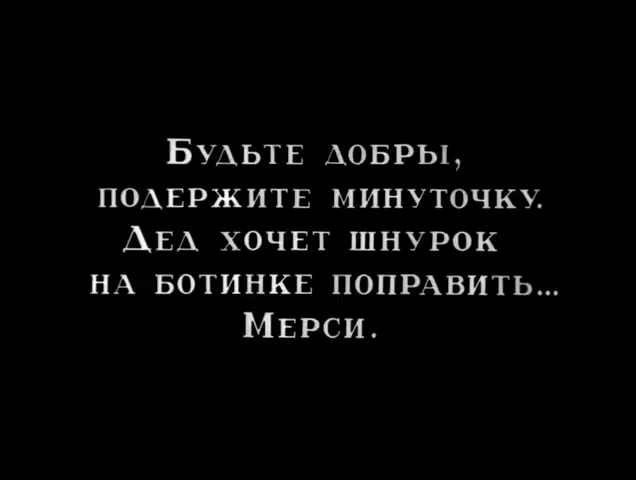 Будьте добры,
подержите минуточку.
Дед хочет шнурок
на ботинке поправить...
Мерси.